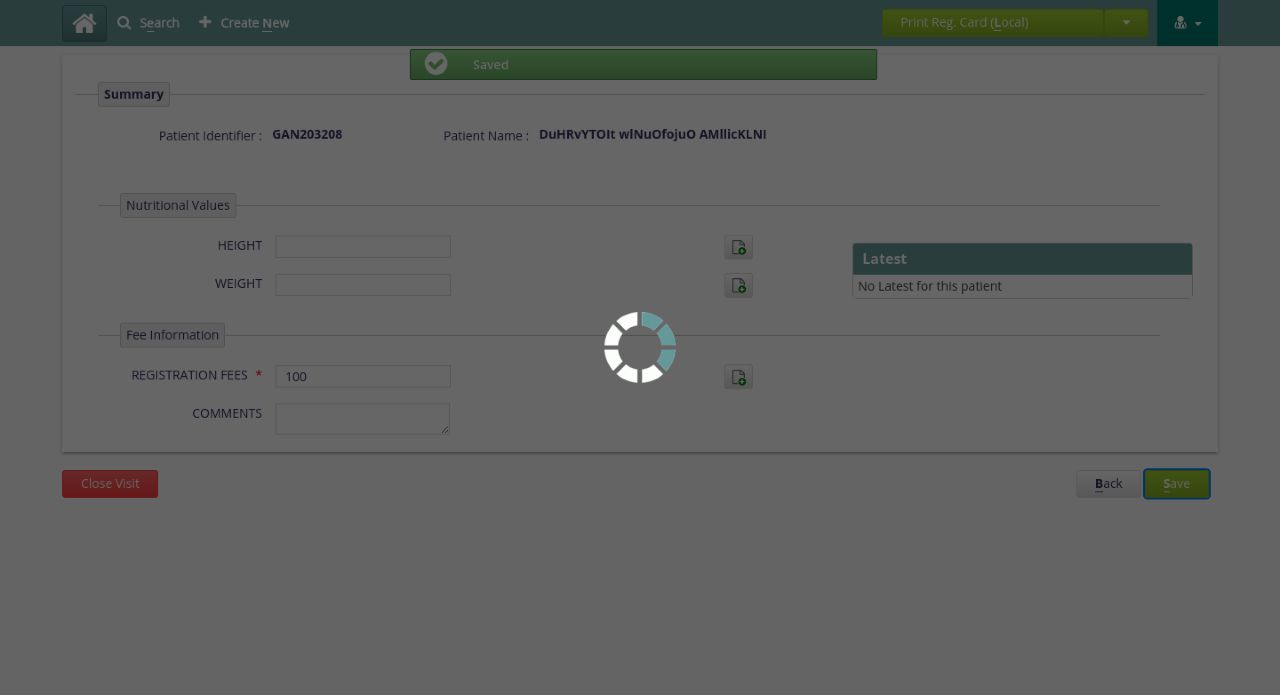 Search Create New Print Reg. Card (Local)
Saved
Summary
Patient Identifier : GAN203208 Patient Name : DuHRvYTOIt wlNuOfojuO AMllicKLNI
Nutritional Values
HEIGHT
Latest
WEIGHT No Latest for this patient
Fee Information
REGISTRATION FEES * 100
COMMENTS
Close Visit Back Save